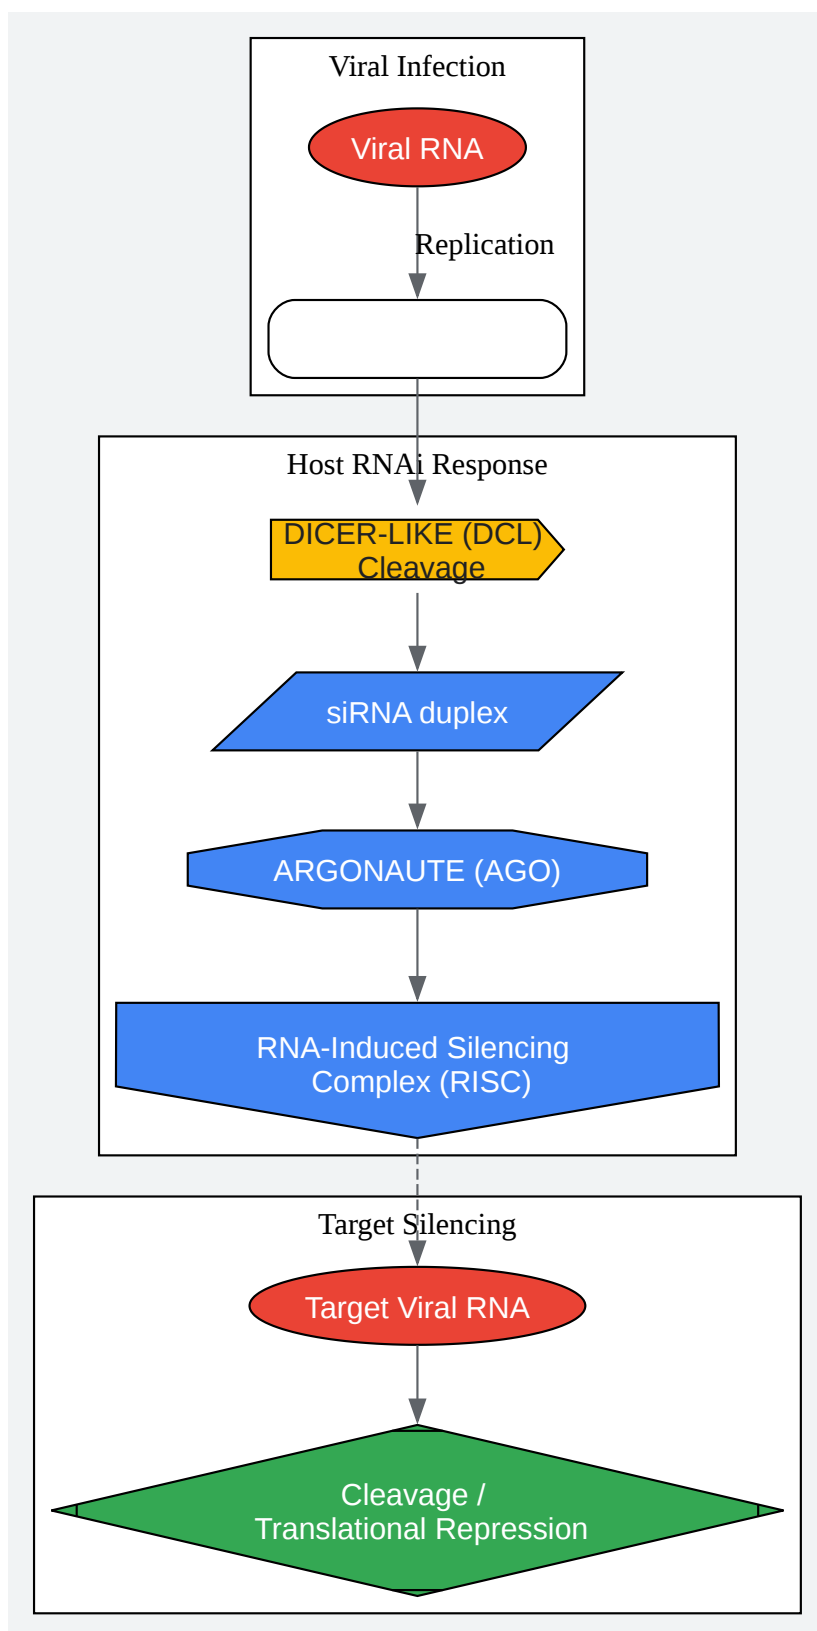 Viral Infection
Viral RNA
Replication
Host RNAi Response
DICER-LIKE (DCL)
Cleavage
siRNA duplex
ARGONAUTE (AGO)
RNA-Induced Silencing
Complex (RISC)
Target Silencing
Target Viral RNA
Cleavage /
Translational Repression